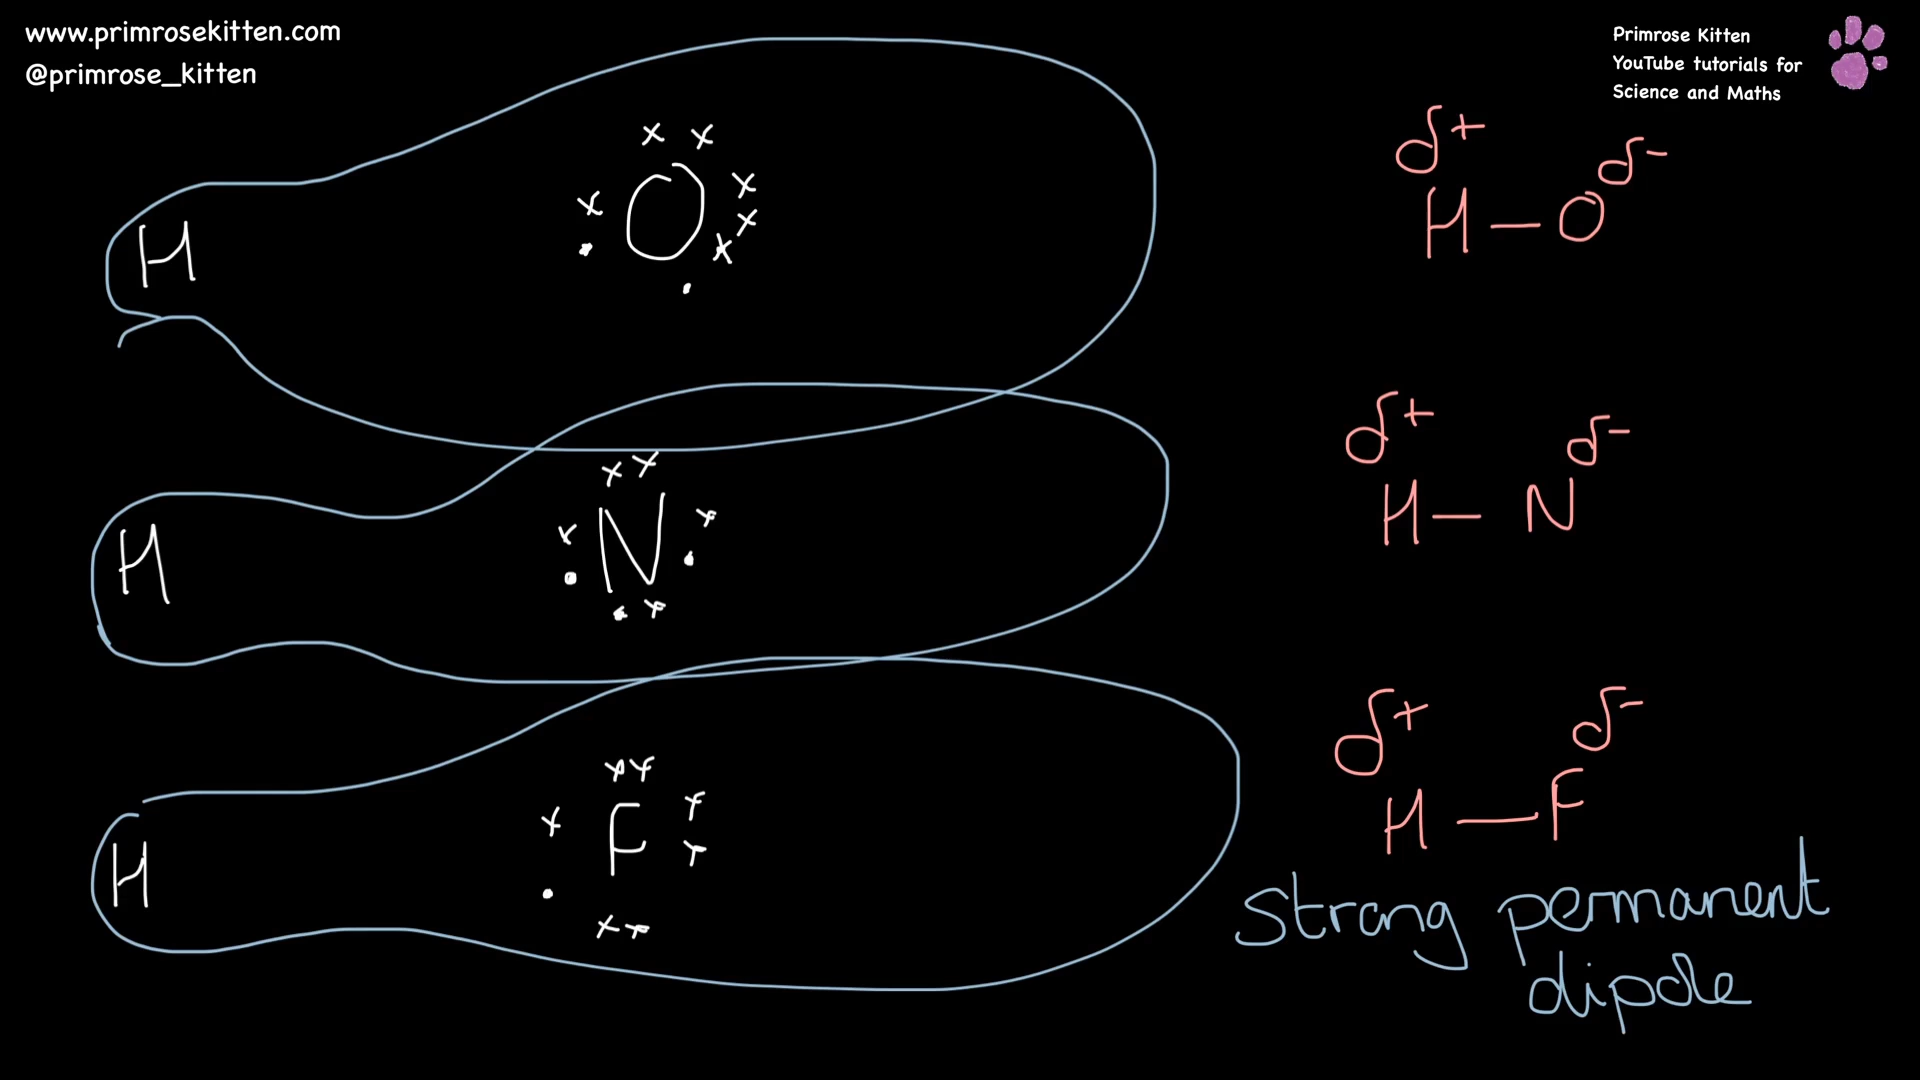 www.primrosekitten.com
@primrose_kitten
Primrose Kitten
YouTube tutorials for
Science and Maths
H O
δ+ δ-
H — O
H N
δ+ δ-
H — N
H F
δ+ δ-
H — F
Strong permanent
dipole